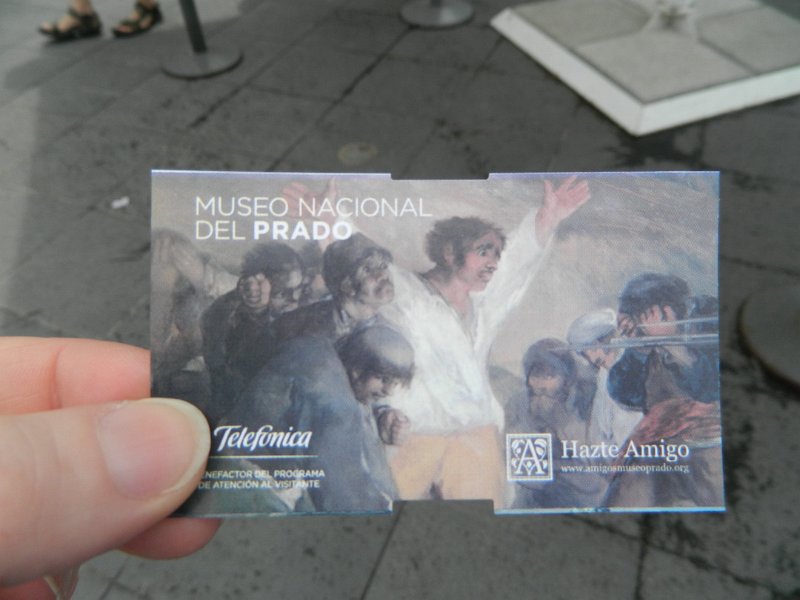 MUSEO NACIONAL
DEL PRADO
Telefónica
ENEFACTOR DEL PROGRAMA
DE ATENCIÓN AL VISITANTE
A
Hazte Amigo
www.amigosmuseoprado.org